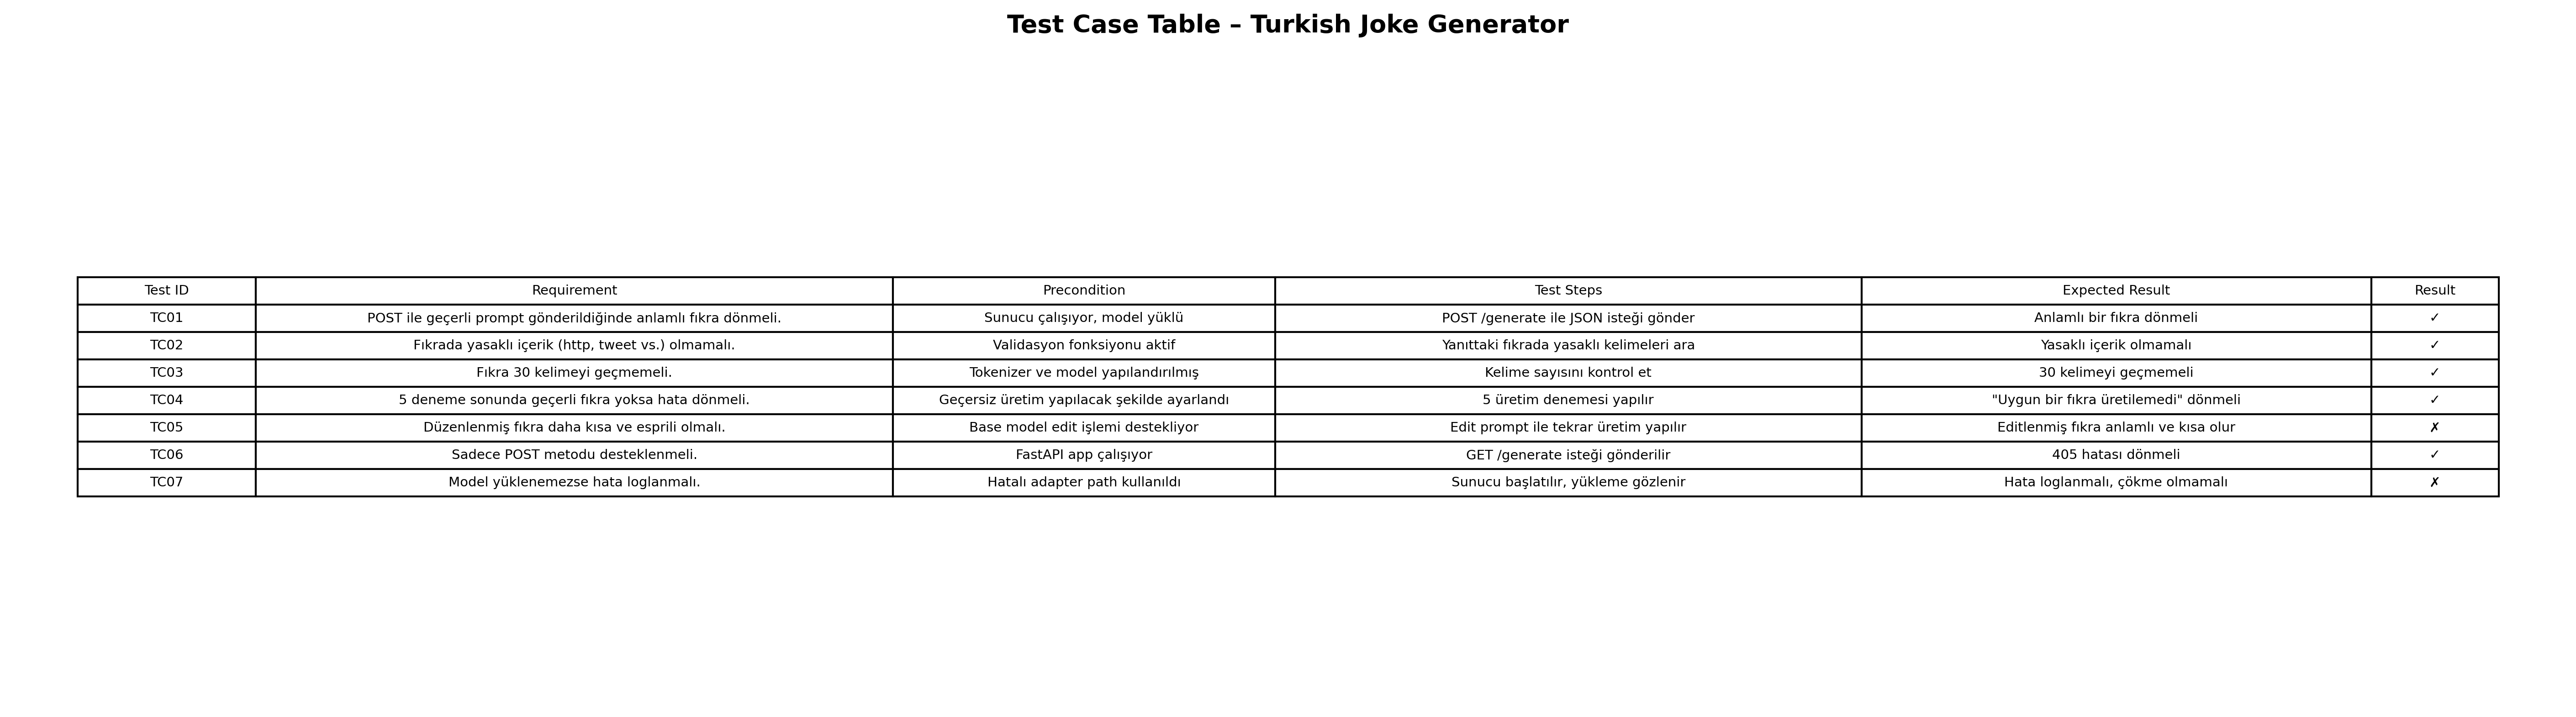 Test Case Table – Turkish Joke Generator
Test ID Requirement Precondition Test Steps Expected Result Result
TC01 POST ile geçerli prompt gönderildiğinde anlamlı fıkra dönmeli. Sunucu çalışıyor, model yüklü POST /generate ile JSON isteği gönder Anlamlı bir fıkra dönmeli ✓
TC02 Fıkrada yasaklı içerik (http, tweet vs.) olmamalı. Validasyon fonksiyonu aktif Yanıttaki fıkrada yasaklı kelimeleri ara Yasaklı içerik olmamalı ✓
TC03 Fıkra 30 kelimeyi geçmemeli. Tokenizer ve model yapılandırılmış Kelime sayısını kontrol et 30 kelimeyi geçmemeli ✓
TC04 5 deneme sonunda geçerli fıkra yoksa hata dönmeli. Geçersiz üretim yapılacak şekilde ayarlandı 5 üretim denemesi yapılır "Uygun bir fıkra üretilemedi" dönmeli ✓
TC05 Düzenlenmiş fıkra daha kısa ve esprili olmalı. Base model edit işlemi destekliyor Edit prompt ile tekrar üretim yapılır Editlenmiş fıkra anlamlı ve kısa olur ✗
TC06 Sadece POST metodu desteklenmeli. FastAPI app çalışıyor GET /generate isteği gönderilir 405 hatası dönmeli ✓
TC07 Model yüklenemezse hata loglanmalı. Hatalı adapter path kullanıldı Sunucu başlatılır, yükleme gözlenir Hata loglanmalı, çökme olmamalı ✗